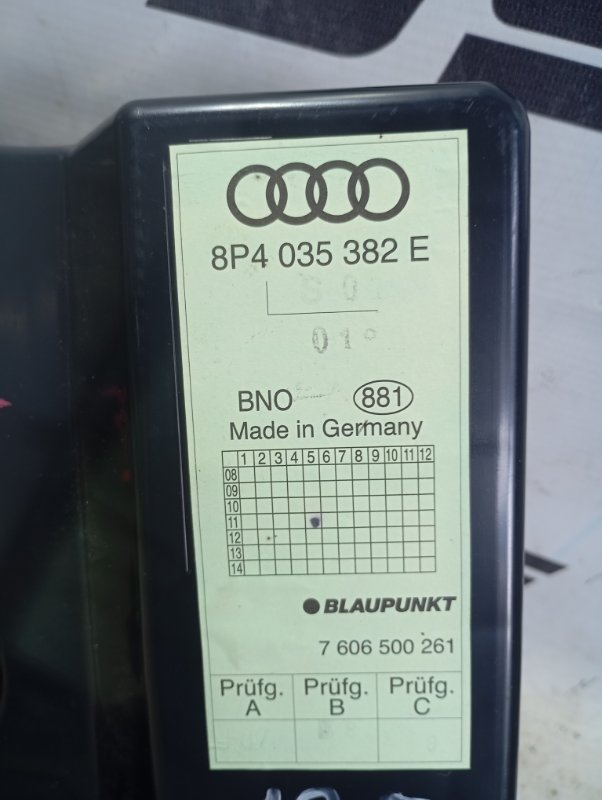 8P4 035 382 E
BNO 881
Made in Germany
1 2 3 4 5 6 7 8 9 10 11 12
08
09
10
11
12
13
14
BLAUPUNKT
7 606 500 261
Prüfg. A Prüfg. B Prüfg. C